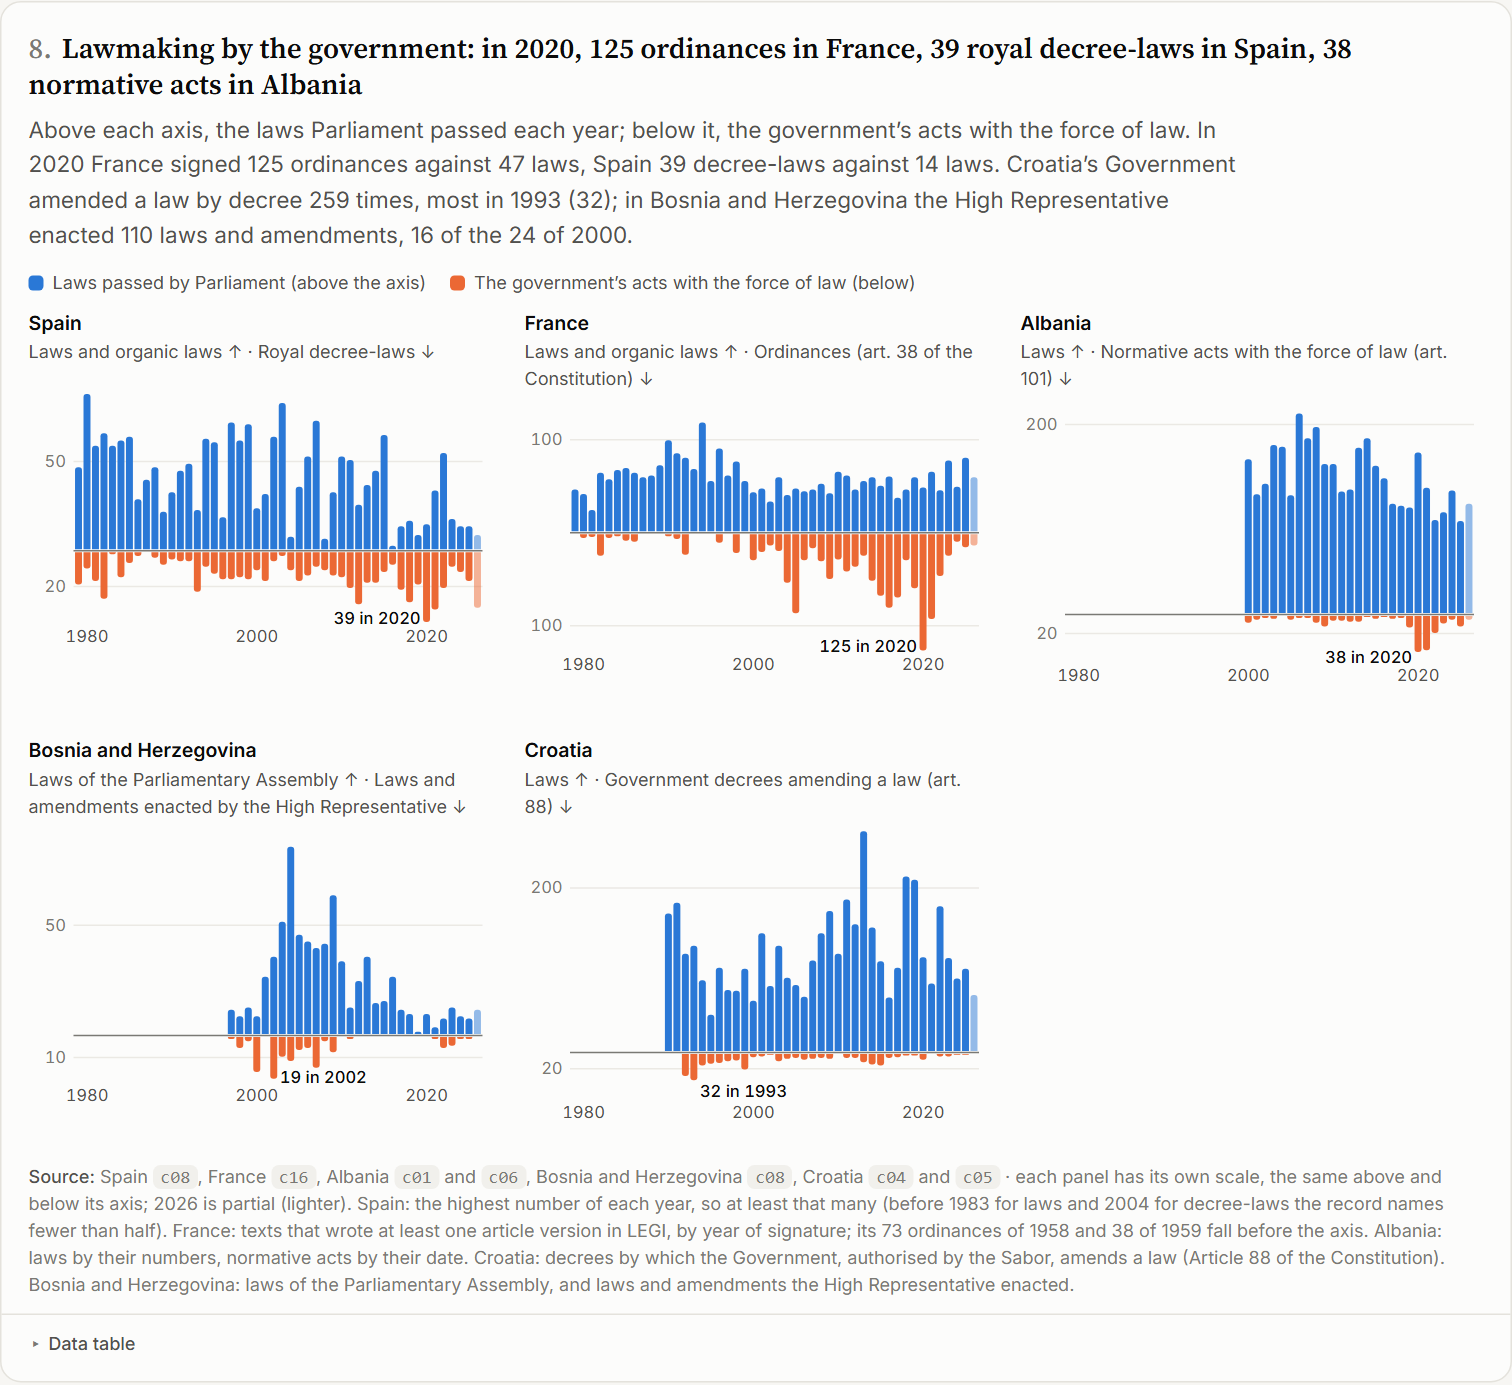 8. Lawmaking by the government: in 2020, 125 ordinances in France, 39 royal decree-laws in Spain, 38
normative acts in Albania
Above each axis, the laws Parliament passed each year; below it, the government’s acts with the force of law. In
2020 France signed 125 ordinances against 47 laws, Spain 39 decree-laws against 14 laws. Croatia’s Government
amended a law by decree 259 times, most in 1993 (32); in Bosnia and Herzegovina the High Representative
enacted 110 laws and amendments, 16 of the 24 of 2000.
Laws passed by Parliament (above the axis) The government’s acts with the force of law (below)
Spain
Laws and organic laws ↑ · Royal decree-laws ↓
50
20
39 in 2020
1980 2000 2020
France
Laws and organic laws ↑ · Ordinances (art. 38 of the
Constitution) ↓
100
100
125 in 2020
1980 2000 2020
Albania
Laws ↑ · Normative acts with the force of law (art.
101) ↓
200
20
38 in 2020
1980 2000 2020
Bosnia and Herzegovina
Laws of the Parliamentary Assembly ↑ · Laws and
amendments enacted by the High Representative ↓
50
10
19 in 2002
1980 2000 2020
Croatia
Laws ↑ · Government decrees amending a law (art.
88) ↓
200
20
32 in 1993
1980 2000 2020
Source: Spain c08, France c16, Albania c01 and c06, Bosnia and Herzegovina c08, Croatia c04 and c05 · each panel has its own scale, the same above and
below its axis; 2026 is partial (lighter). Spain: the highest number of each year, so at least that many (before 1983 for laws and 2004 for decree-laws the record names
fewer than half). France: texts that wrote at least one article version in LEGI, by year of signature; its 73 ordinances of 1958 and 38 of 1959 fall before the axis. Albania:
laws by their numbers, normative acts by their date. Croatia: decrees by which the Government, authorised by the Sabor, amends a law (Article 88 of the Constitution).
Bosnia and Herzegovina: laws of the Parliamentary Assembly, and laws and amendments the High Representative enacted.
▸ Data table